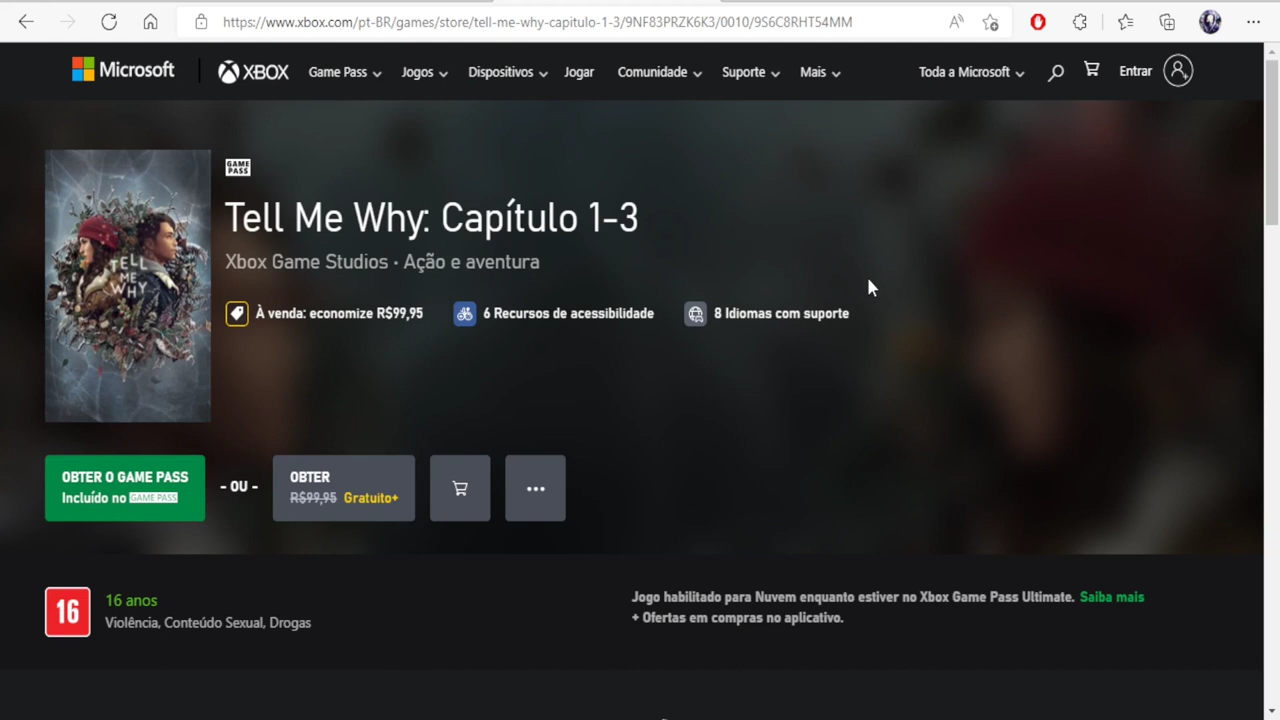 https://www.xbox.com/pt-BR/games/store/tell-me-why-capitulo-1-3/9NF83PRZK6K3/0010/9S6C8RHT54MM
Microsoft XBOX Game Pass Jogos Dispositivos Jogar Comunidade Suporte Mais Toda a Microsoft Entrar
GAME PASS
Tell Me Why: Capítulo 1-3
Xbox Game Studios · Ação e aventura
À venda: economize R$99,95 6 Recursos de acessibilidade 8 Idiomas com suporte
TELL
ME
WHY
OBTER O GAME PASS
Incluído no GAME PASS
- OU -
OBTER
R$99,95 Gratuito+
16
16 anos
Violência, Conteúdo Sexual, Drogas
Jogo habilitado para Nuvem enquanto estiver no Xbox Game Pass Ultimate. Saiba mais
+ Ofertas em compras no aplicativo.